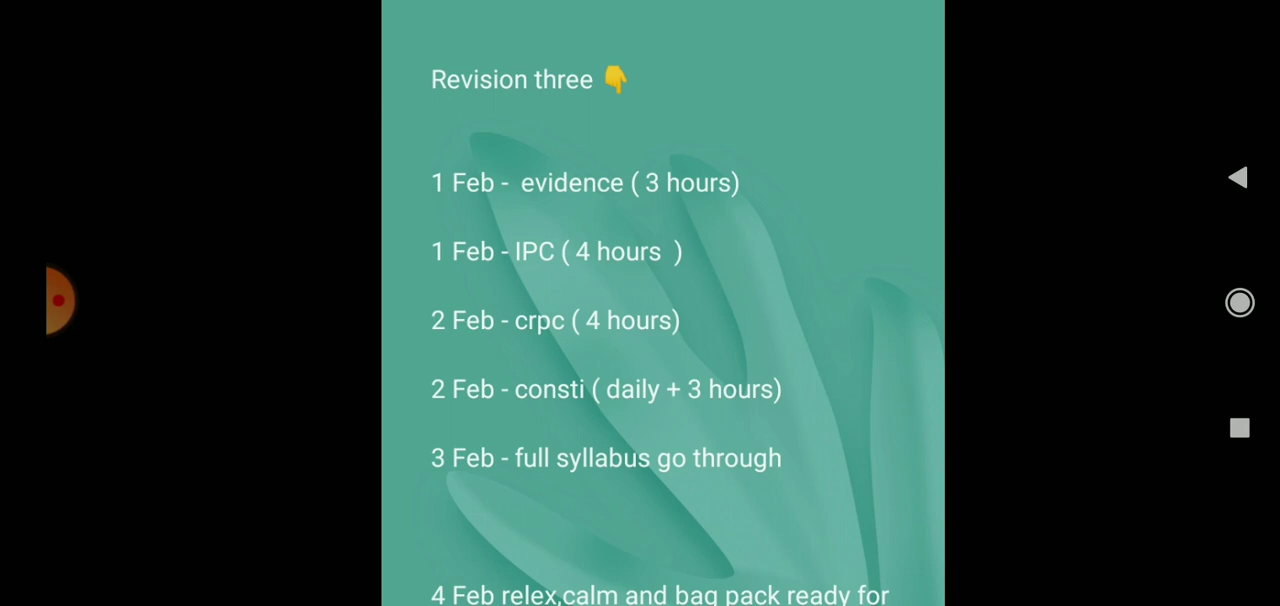 Revision three 👇
1 Feb -  evidence ( 3 hours)
1 Feb - IPC ( 4 hours  )
2 Feb - crpc ( 4 hours)
2 Feb - consti ( daily + 3 hours)
3 Feb - full syllabus go through
4 Feb relex,calm and bag pack ready for